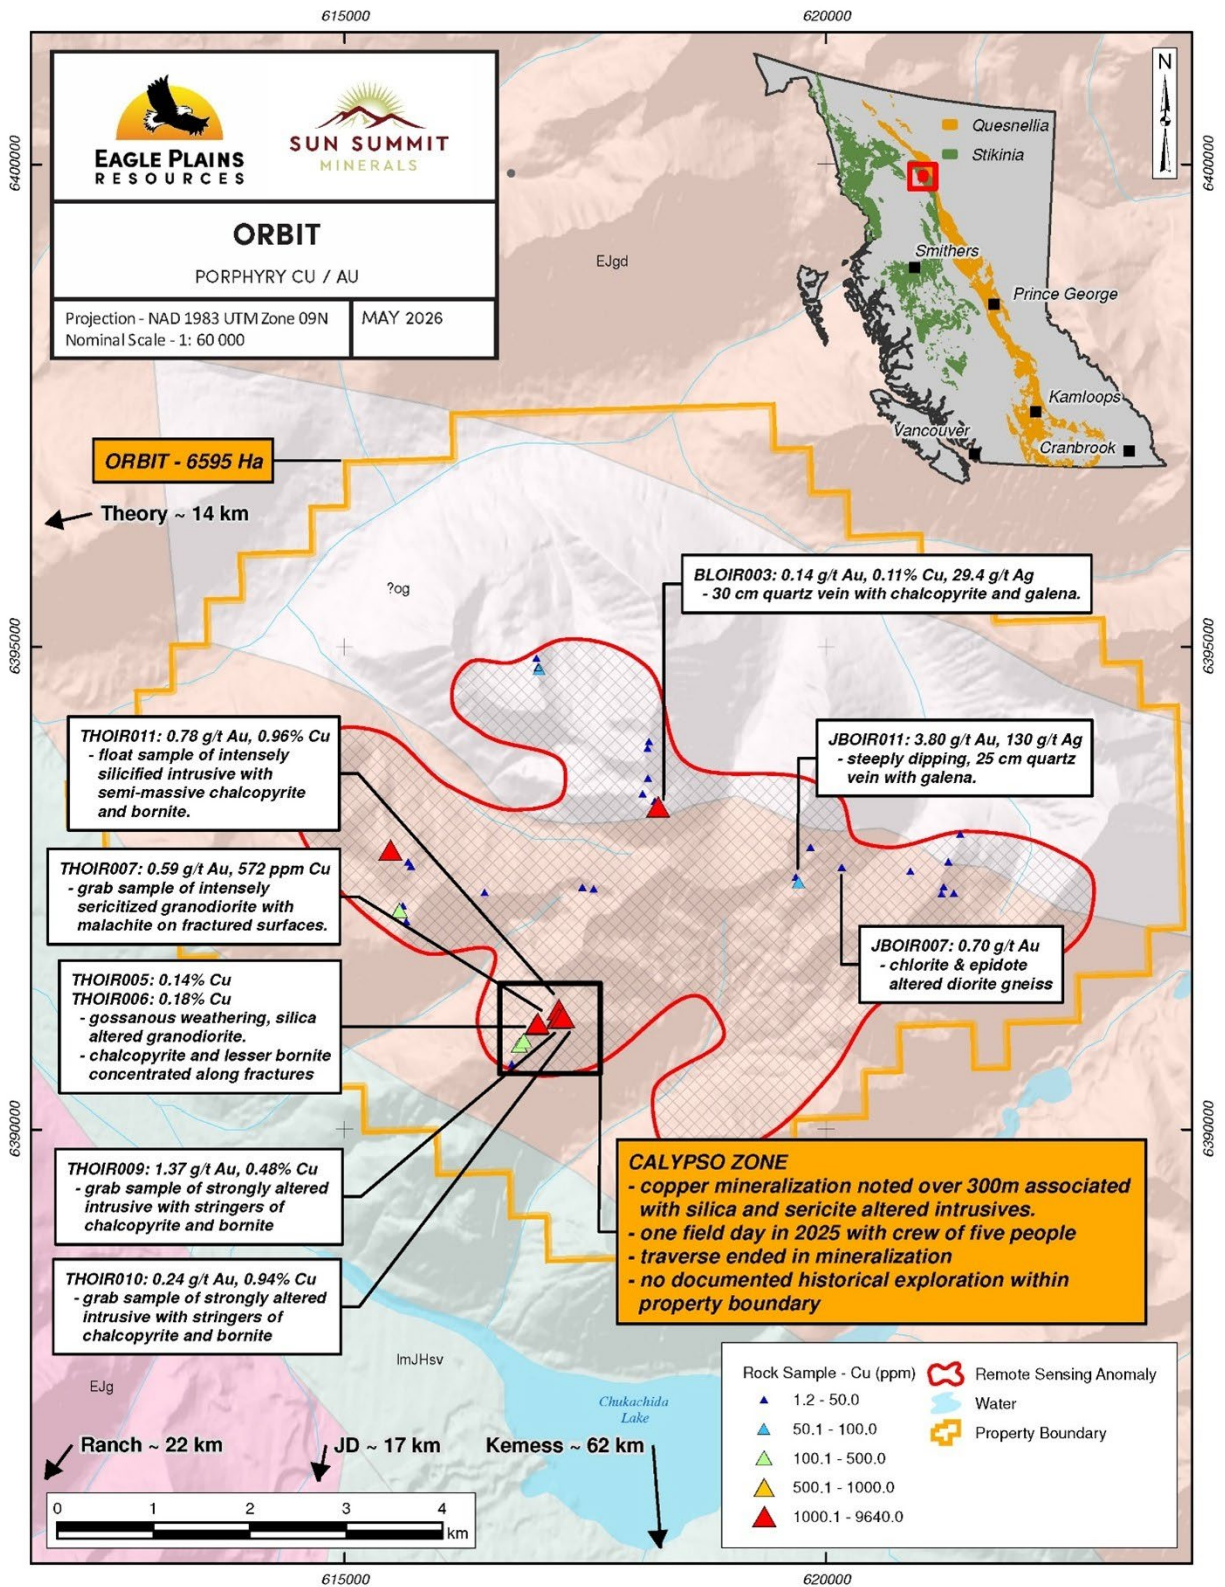 615000
620000
EAGLE PLAINS
RESOURCES
SUN SUMMIT
MINERALS
ORBIT
PORPHYRY CU / AU
Projection - NAD 1983 UTM Zone 09N
Nominal Scale - 1: 60 000
MAY 2026
N
Quesnellia
Stikinia
Smithers
Prince George
Kamloops
Vancouver
Cranbrook
6400000
6400000
EJgd
ORBIT - 6595 Ha
Theory ~ 14 km
?og
BLOIR003: 0.14 g/t Au, 0.11% Cu, 29.4 g/t Ag
- 30 cm quartz vein with chalcopyrite and galena.
6395000
6395000
THOIR011: 0.78 g/t Au, 0.96% Cu
- float sample of intensely
silicified intrusive with
semi-massive chalcopyrite
and bornite.
JBOIR011: 3.80 g/t Au, 130 g/t Ag
- steeply dipping, 25 cm quartz
vein with galena.
THOIR007: 0.59 g/t Au, 572 ppm Cu
- grab sample of intensely
sericitized granodiorite with
malachite on fractured surfaces.
JBOIR007: 0.70 g/t Au
- chlorite & epidote
altered diorite gneiss
THOIR005: 0.14% Cu
THOIR006: 0.18% Cu
- gossanous weathering, silica
altered granodiorite.
- chalcopyrite and lesser bornite
concentrated along fractures
6390000
6390000
THOIR009: 1.37 g/t Au, 0.48% Cu
- grab sample of strongly altered
intrusive with stringers of
chalcopyrite and bornite
CALYPSO ZONE
- copper mineralization noted over 300m associated
with silica and sericite altered intrusives.
- one field day in 2025 with crew of five people
- traverse ended in mineralization
- no documented historical exploration within
property boundary
THOIR010: 0.24 g/t Au, 0.94% Cu
- grab sample of strongly altered
intrusive with stringers of
chalcopyrite and bornite
lmJHsv
EJg
Chukachida
Lake
Ranch ~ 22 km
JD ~ 17 km
Kemess ~ 62 km
0 1 2 3 4
km
Rock Sample - Cu (ppm)
1.2 - 50.0
50.1 - 100.0
100.1 - 500.0
500.1 - 1000.0
1000.1 - 9640.0
Remote Sensing Anomaly
Water
Property Boundary
615000
620000